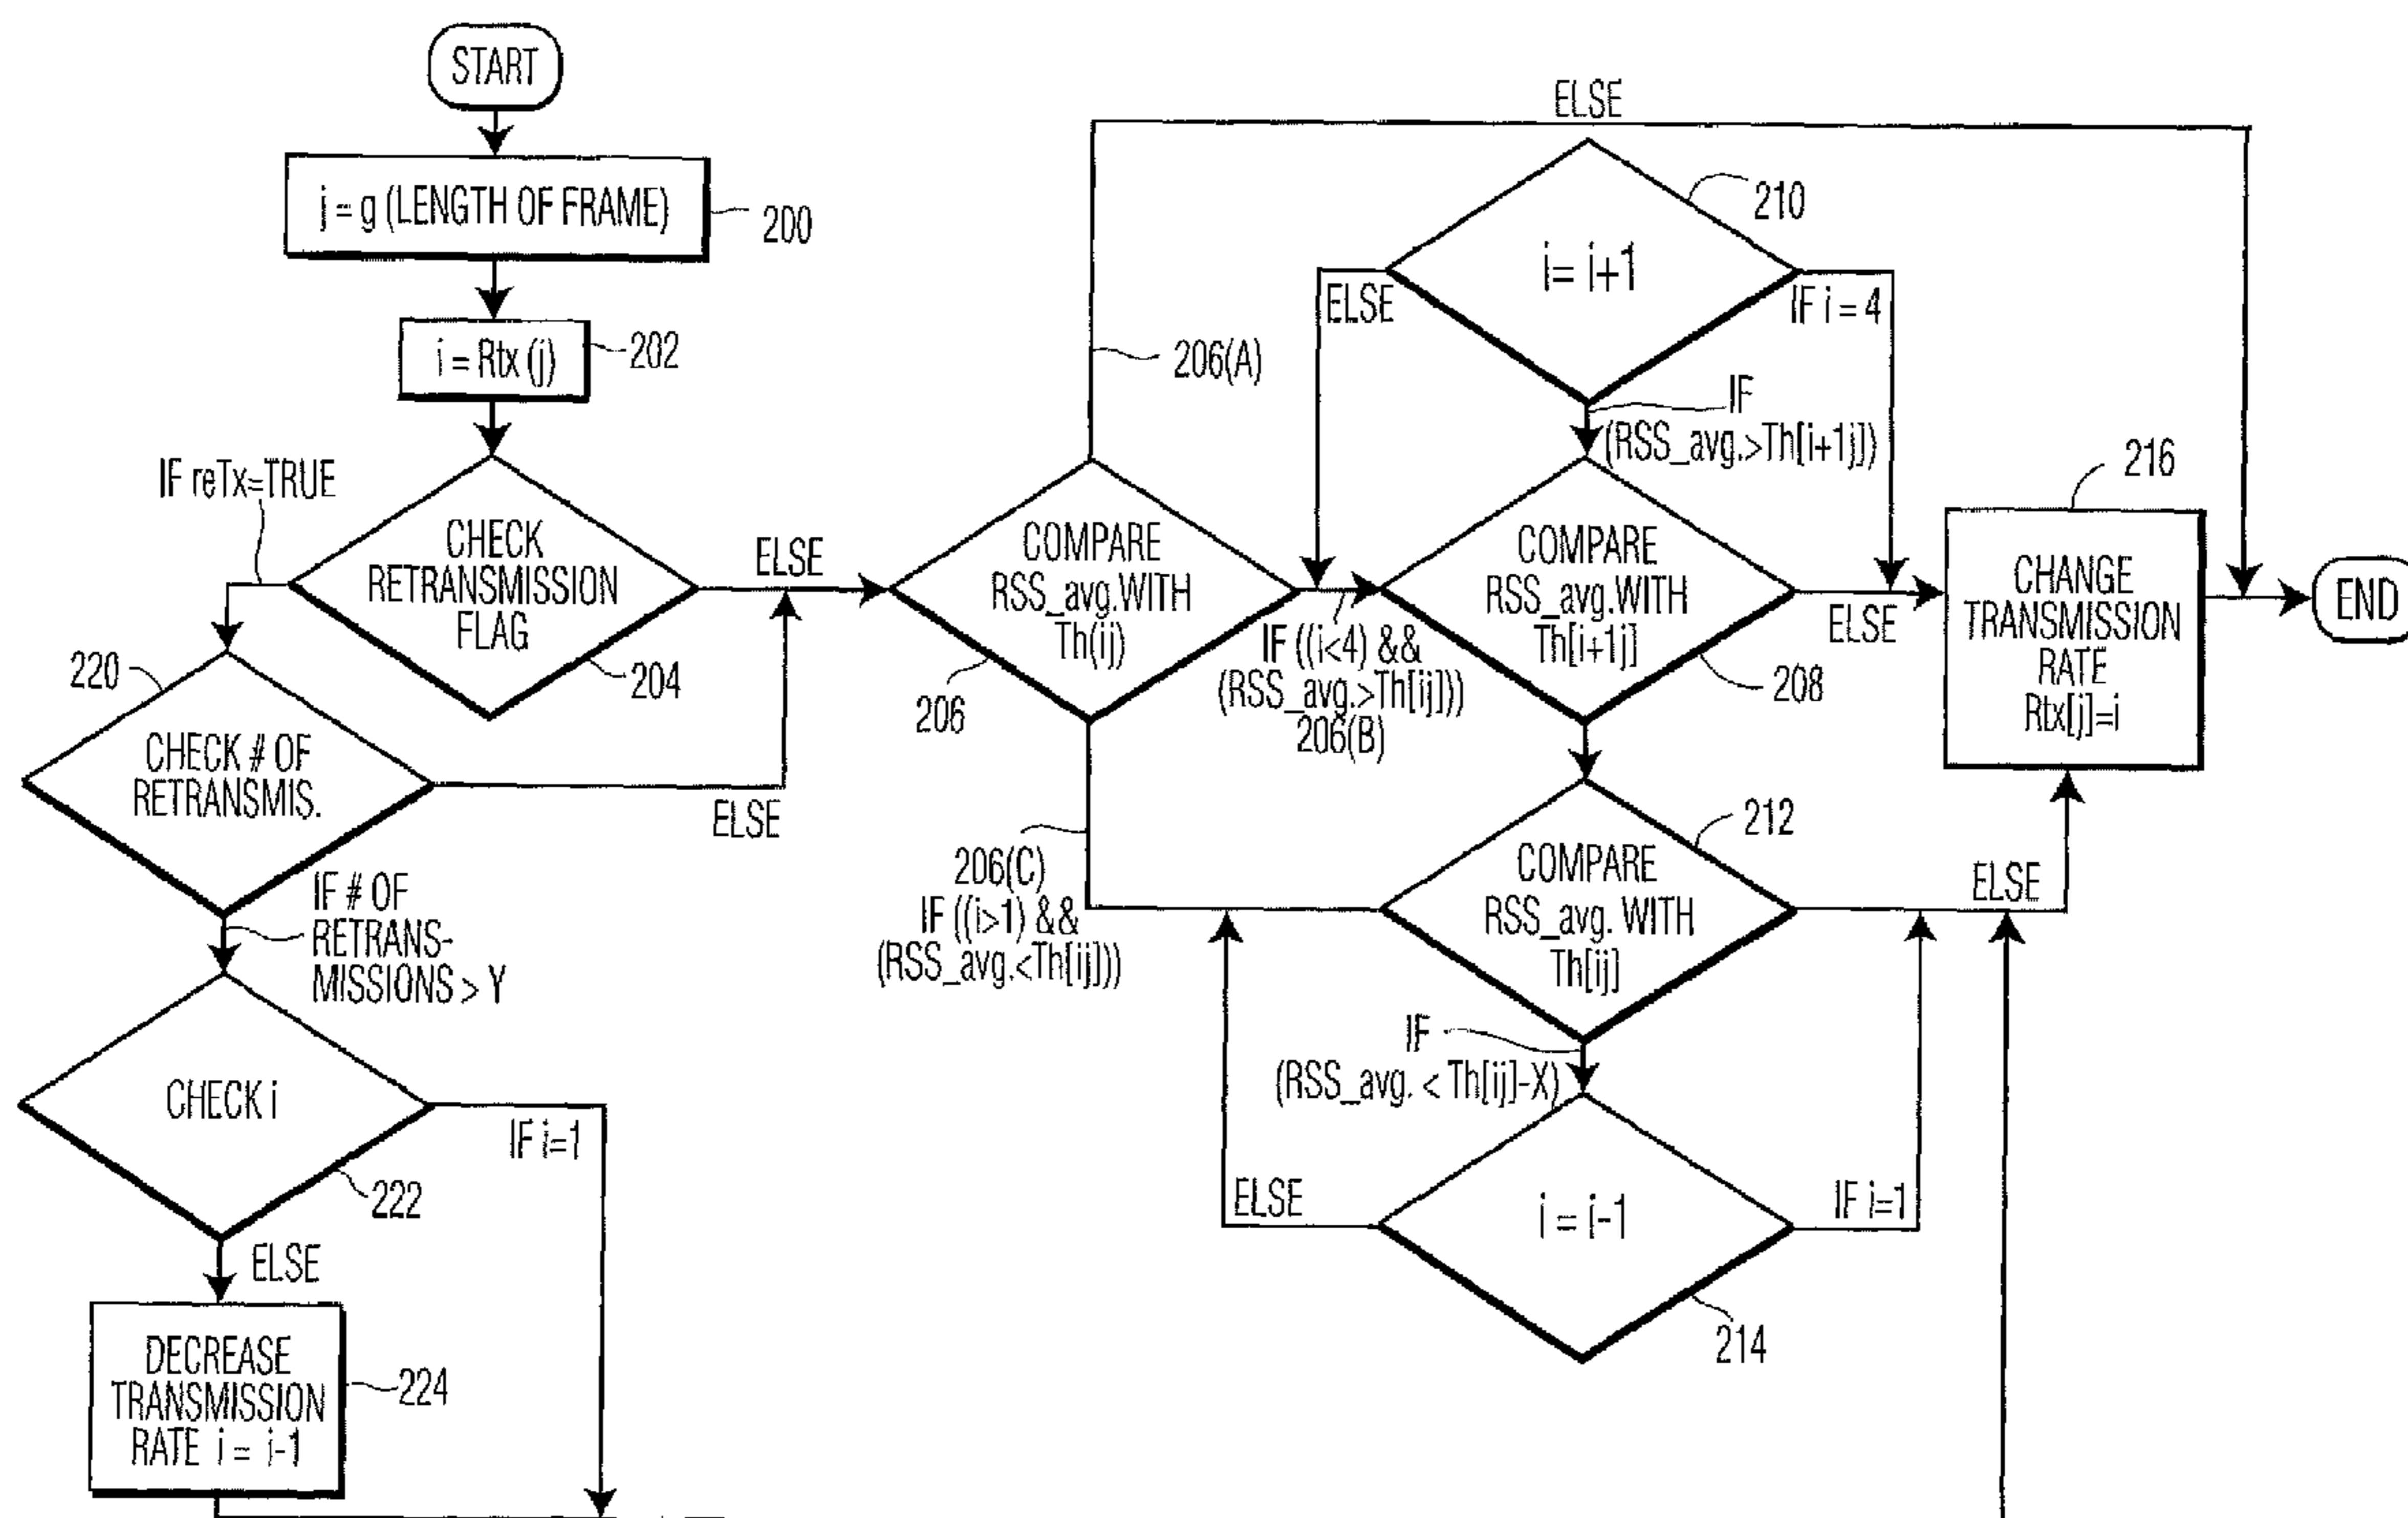 START
j = g (LENGTH OF FRAME)
200
i = Rtx (j)
202
IF reTx=TRUE
CHECK
RETRANSMISSION
FLAG
204
ELSE
220
CHECK # OF
RETRANSMIS.
ELSE
IF # OF
RETRANS-
MISSIONS > Y
CHECK i
IF i=1
222
ELSE
DECREASE
TRANSMISSION
RATE i = i-1
224
ELSE
206(A)
COMPARE
RSS_avg.WITH
Th(ij)
206
IF ((i<4) &&
(RSS_avg.>Th[ij]))
206(B)
206(C)
IF ((i>1) &&
(RSS_avg.<Th[ij]))
i= i+1
210
ELSE
IF i = 4
IF
(RSS_avg.>Th[i+1j])
COMPARE
RSS_avg.WITH
Th[i+1j]
208
ELSE
COMPARE
RSS_avg. WITH
Th[ij]
212
ELSE
IF
(RSS_avg. < Th[ij]-X)
i = i-1
214
ELSE
IF i=1
216
CHANGE
TRANSMISSION
RATE
Rtx[j]=i
END